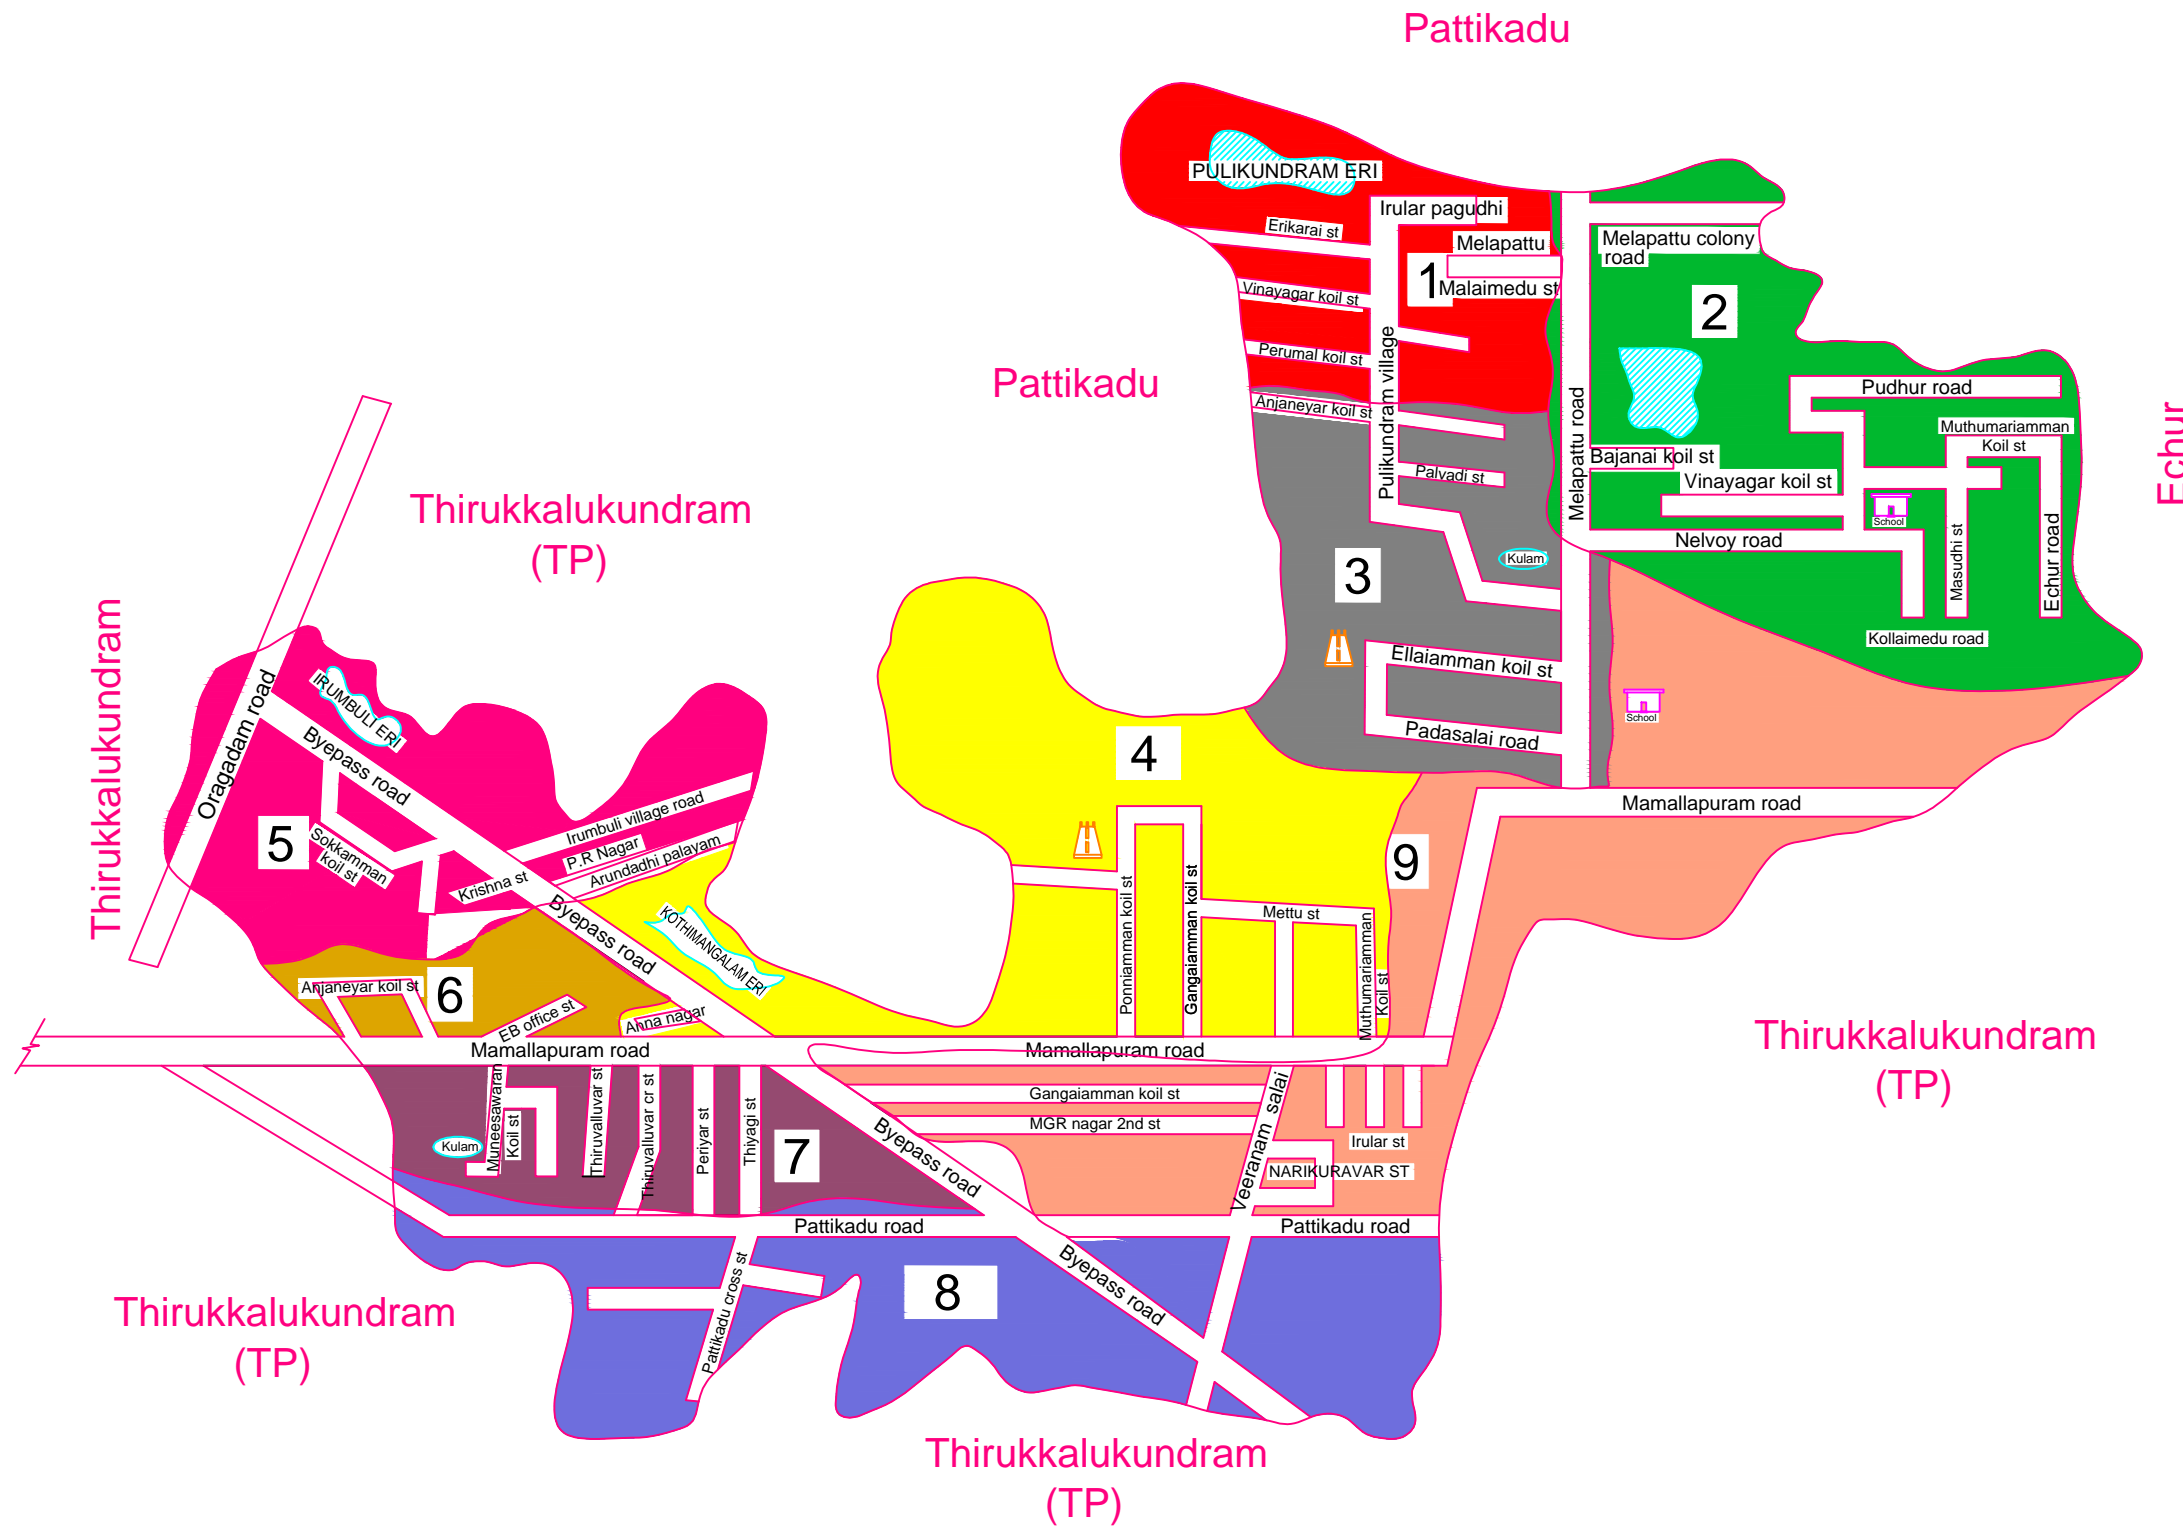 Pattikadu
PULIKUNDRAM ERI
Irular pagudhi
Erikarai st
Melapattu
Melapattu colony
road
1
Malaimedu st
Vinayagar koil st
2
Perumal koil st
Pulikundram village
Pattikadu
Melapattu road
Pudhur road
Anjaneyar koil st
Muthumariamman
Koil st
Echur
Bajanai koil st
Palvadi st
Vinayagar koil st
School
Nelvoy road
Masudhi st
Echur road
Kollaimedu road
Kulam
3
Thirukkalukundram
(TP)
Thirukkalukundram
Ellaiamman koil st
School
Padasalai road
Oragadam road
IRUMBULI ERI
Byepass road
4
Mamallapuram road
5
Sokkamman
koil st
Irumbuli village road
P.R Nagar
Arundadhi palayam
Krishna st
9
Byepass road
KOTHIMANGALAM ERI
Ponniamman koil st
Gangaiamman koil st
Mettu st
Muthumariamman
Koil st
6
Anjaneyar koil st
EB office st
Anna nagar
Thirukkalukundram
(TP)
Mamallapuram road
Mamallapuram road
Muneesawaran
Koil st
Kulam
Thiruvalluvar st
Thiruvalluvar cr st
Periyar st
Thiyagi st
7
Byepass road
Gangaiamman koil st
MGR nagar 2nd st
Veeranam salai
Irular st
NARIKURAVAR ST
Pattikadu road
Pattikadu road
Pattikadu cross st
8
Byepass road
Thirukkalukundram
(TP)
Thirukkalukundram
(TP)